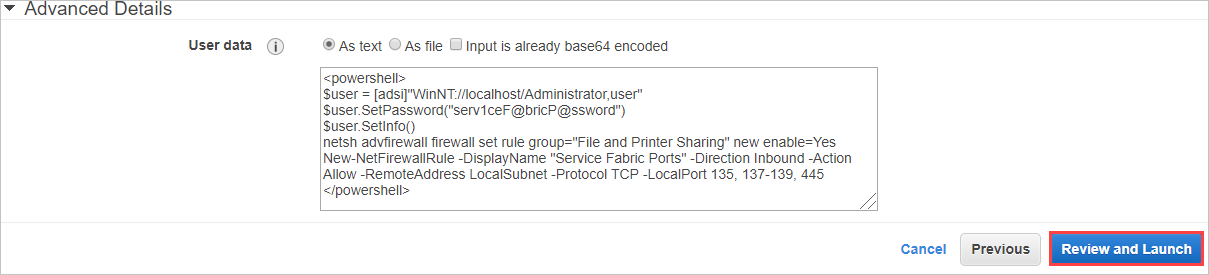 Advanced Details
User data As text As file Input is already base64 encoded
<powershell>
$user = [adsi]"WinNT://localhost/Administrator,user"
$user.SetPassword("serv1ceF@bricP@ssword")
$user.SetInfo()
netsh advfirewall firewall set rule group="File and Printer Sharing" new enable=Yes
New-NetFirewallRule -DisplayName "Service Fabric Ports" -Direction Inbound -Action
Allow -RemoteAddress LocalSubnet -Protocol TCP -LocalPort 135, 137-139, 445
</powershell>
Cancel Previous Review and Launch